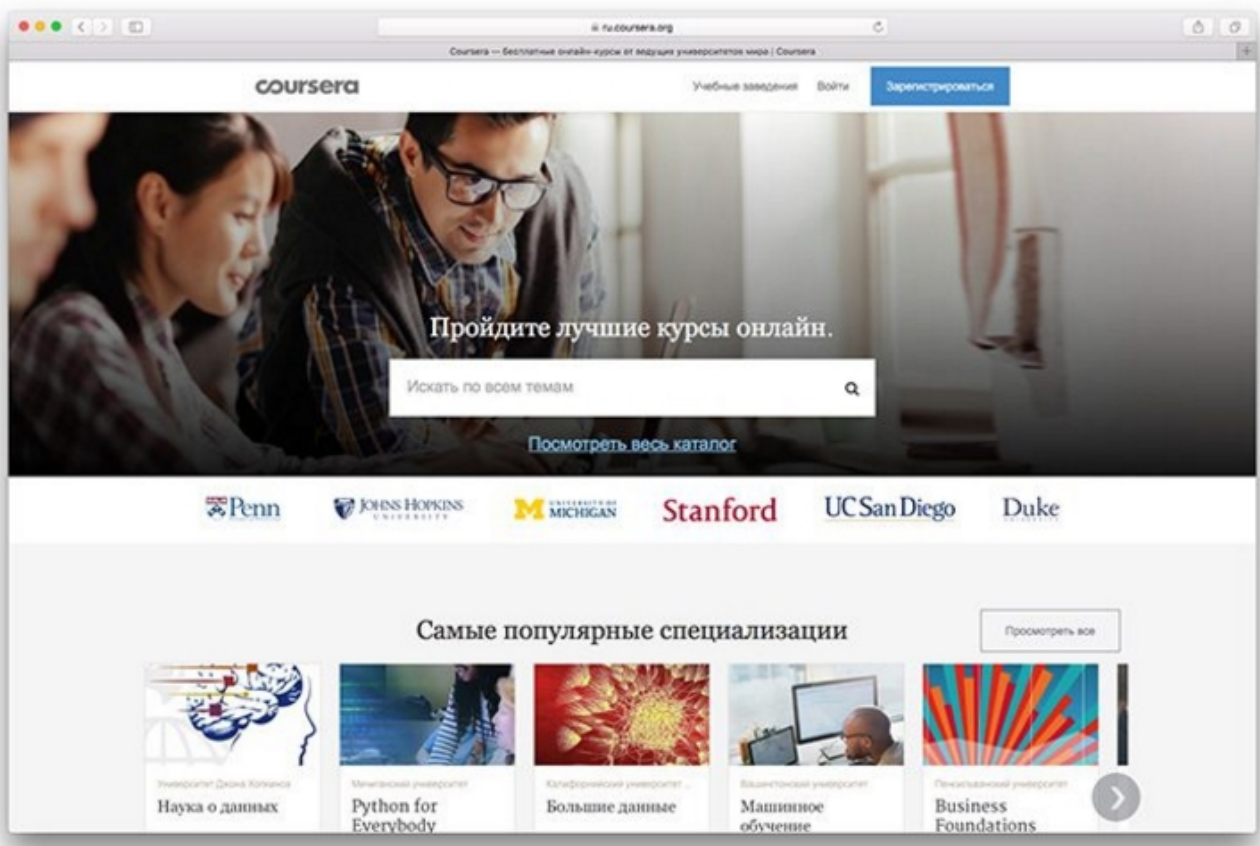 ru.coursera.org
Coursera — Бесплатные онлайн-курсы от ведущих университетов мира | Coursera
coursera
Учебные заведения Войти Зарегистрироваться
Пройдите лучшие курсы онлайн.
Искать по всем темам
Посмотреть весь каталог
Penn JOHNS HOPKINS UNIVERSITY M UNIVERSITY OF MICHIGAN Stanford UC San Diego Duke UNIVERSITY
Самые популярные специализации
Просмотреть все
Университет Джона Хопкинса
Наука о данных
Мичиганский университет
Python for
Everybody
Калифорнийский университет ...
Большие данные
Вашингтонский университет
Машинное
обучение
Пенсильванский университет
Business
Foundations